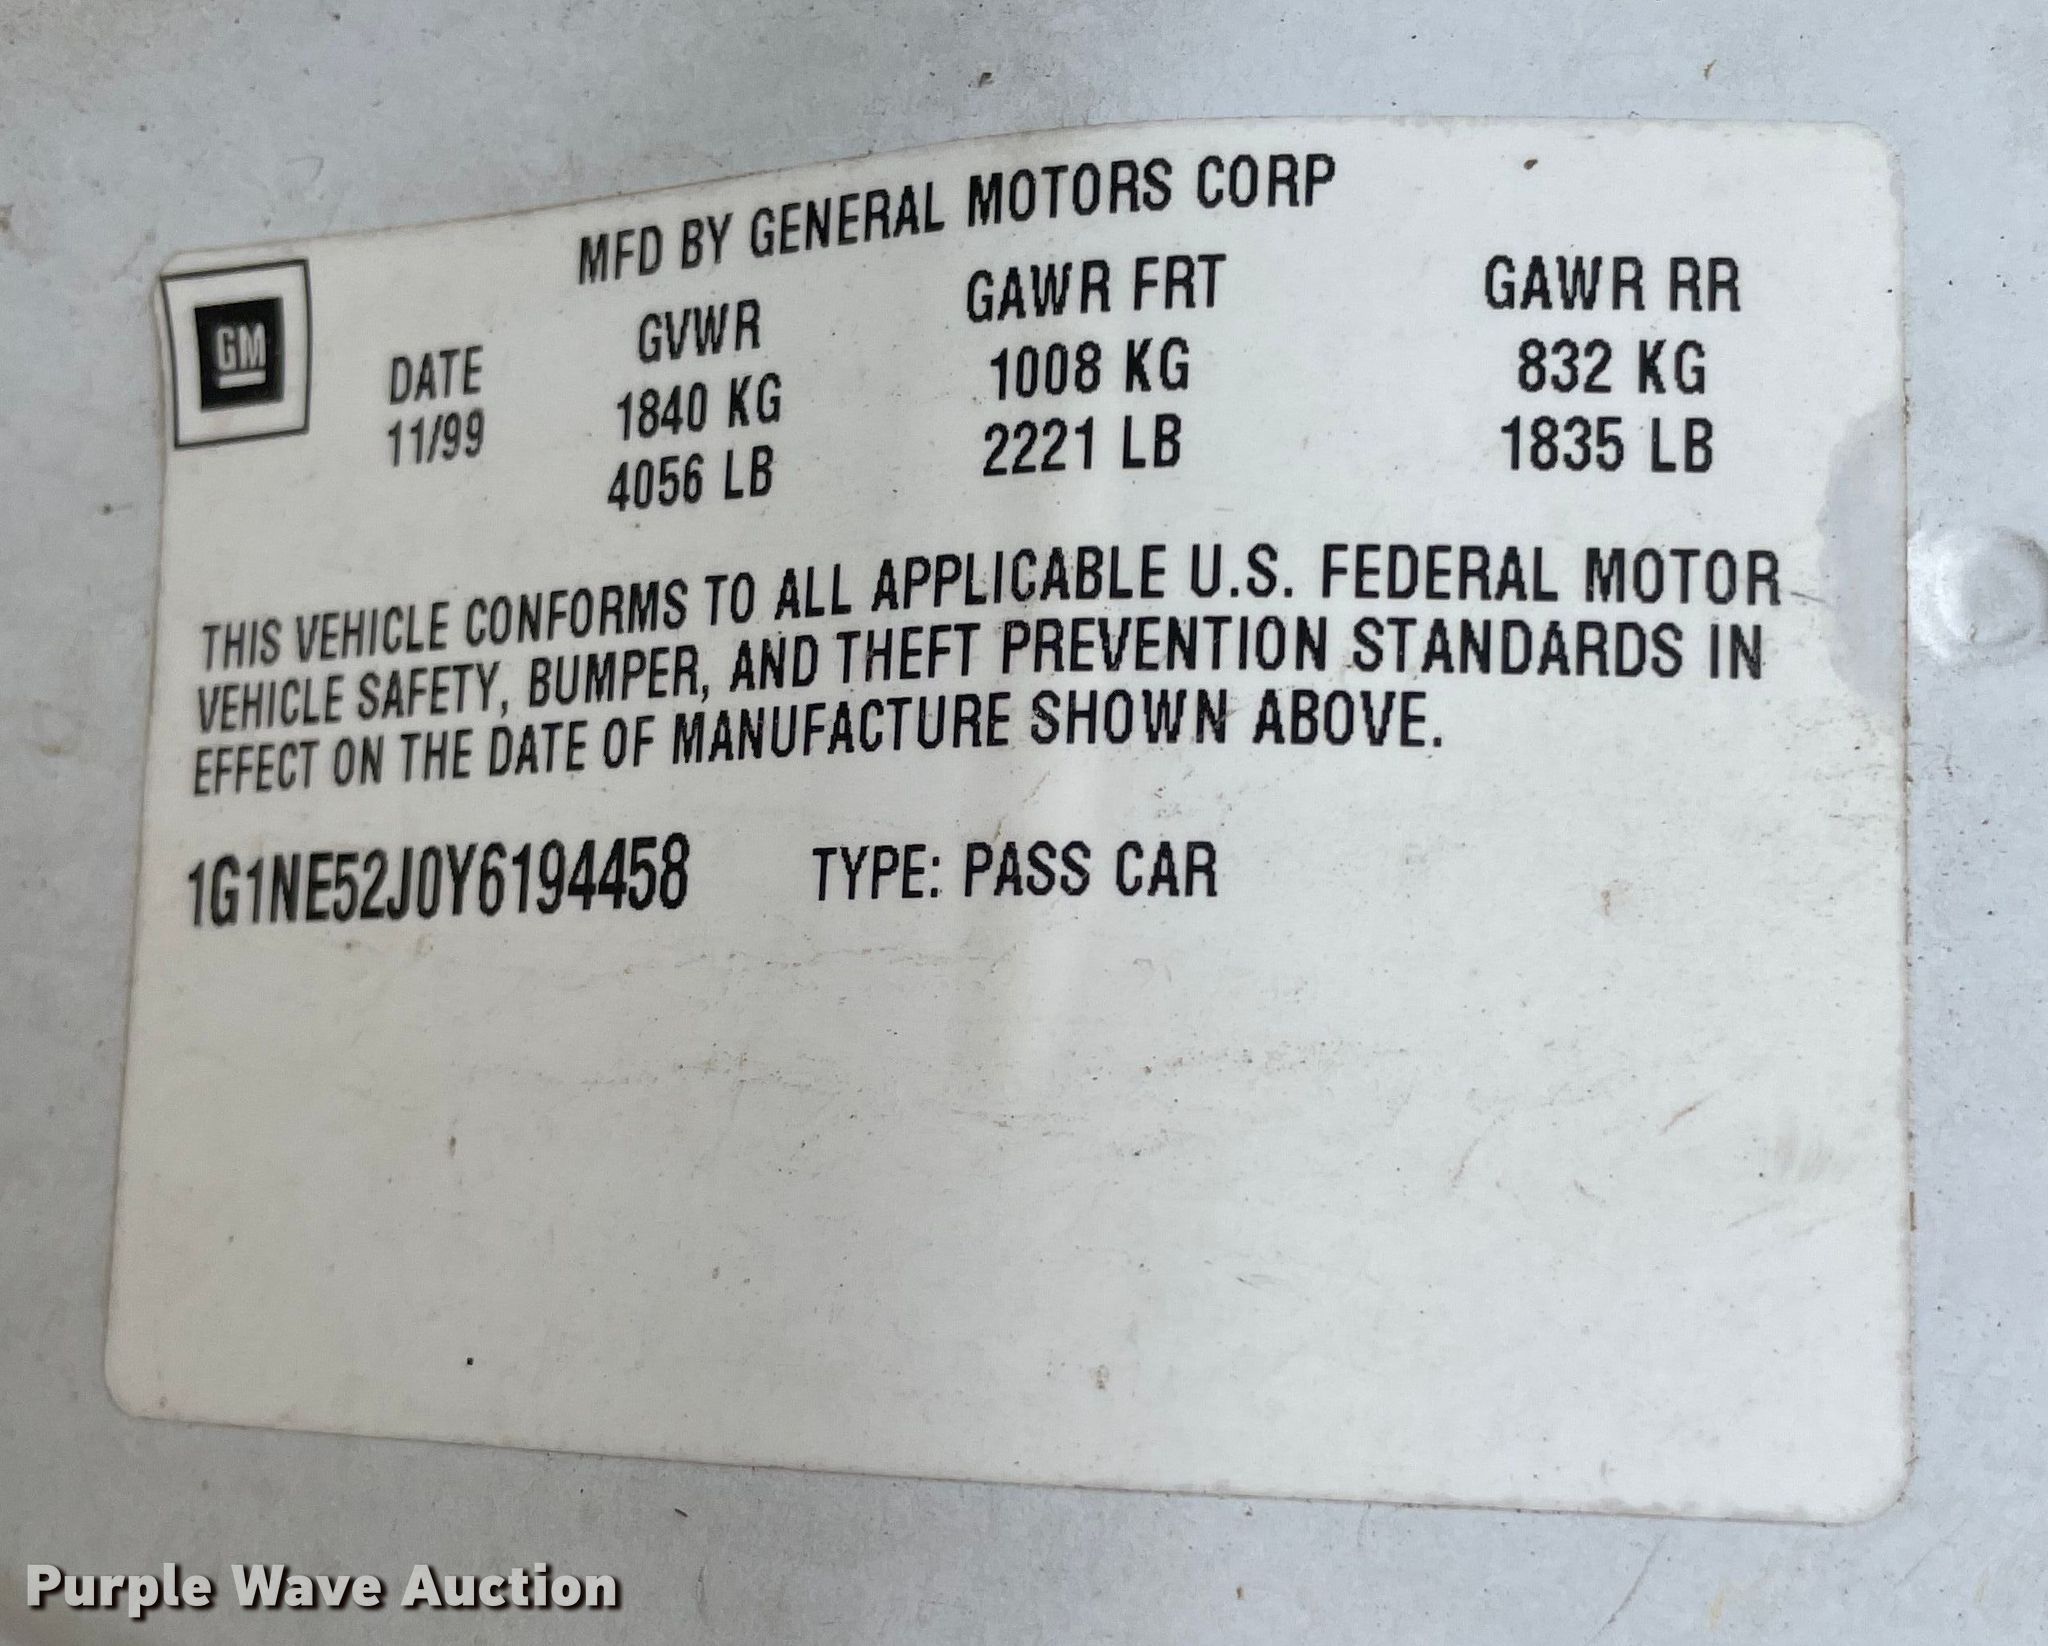 MFD BY GENERAL MOTORS CORP
GM
DATE GVWR GAWR FRT GAWR RR
11/99 1840 KG 1008 KG 832 KG
4056 LB 2221 LB 1835 LB
THIS VEHICLE CONFORMS TO ALL APPLICABLE U.S. FEDERAL MOTOR
VEHICLE SAFETY, BUMPER, AND THEFT PREVENTION STANDARDS IN
EFFECT ON THE DATE OF MANUFACTURE SHOWN ABOVE.
1G1NE52J0Y6194458 TYPE: PASS CAR
Purple Wave Auction